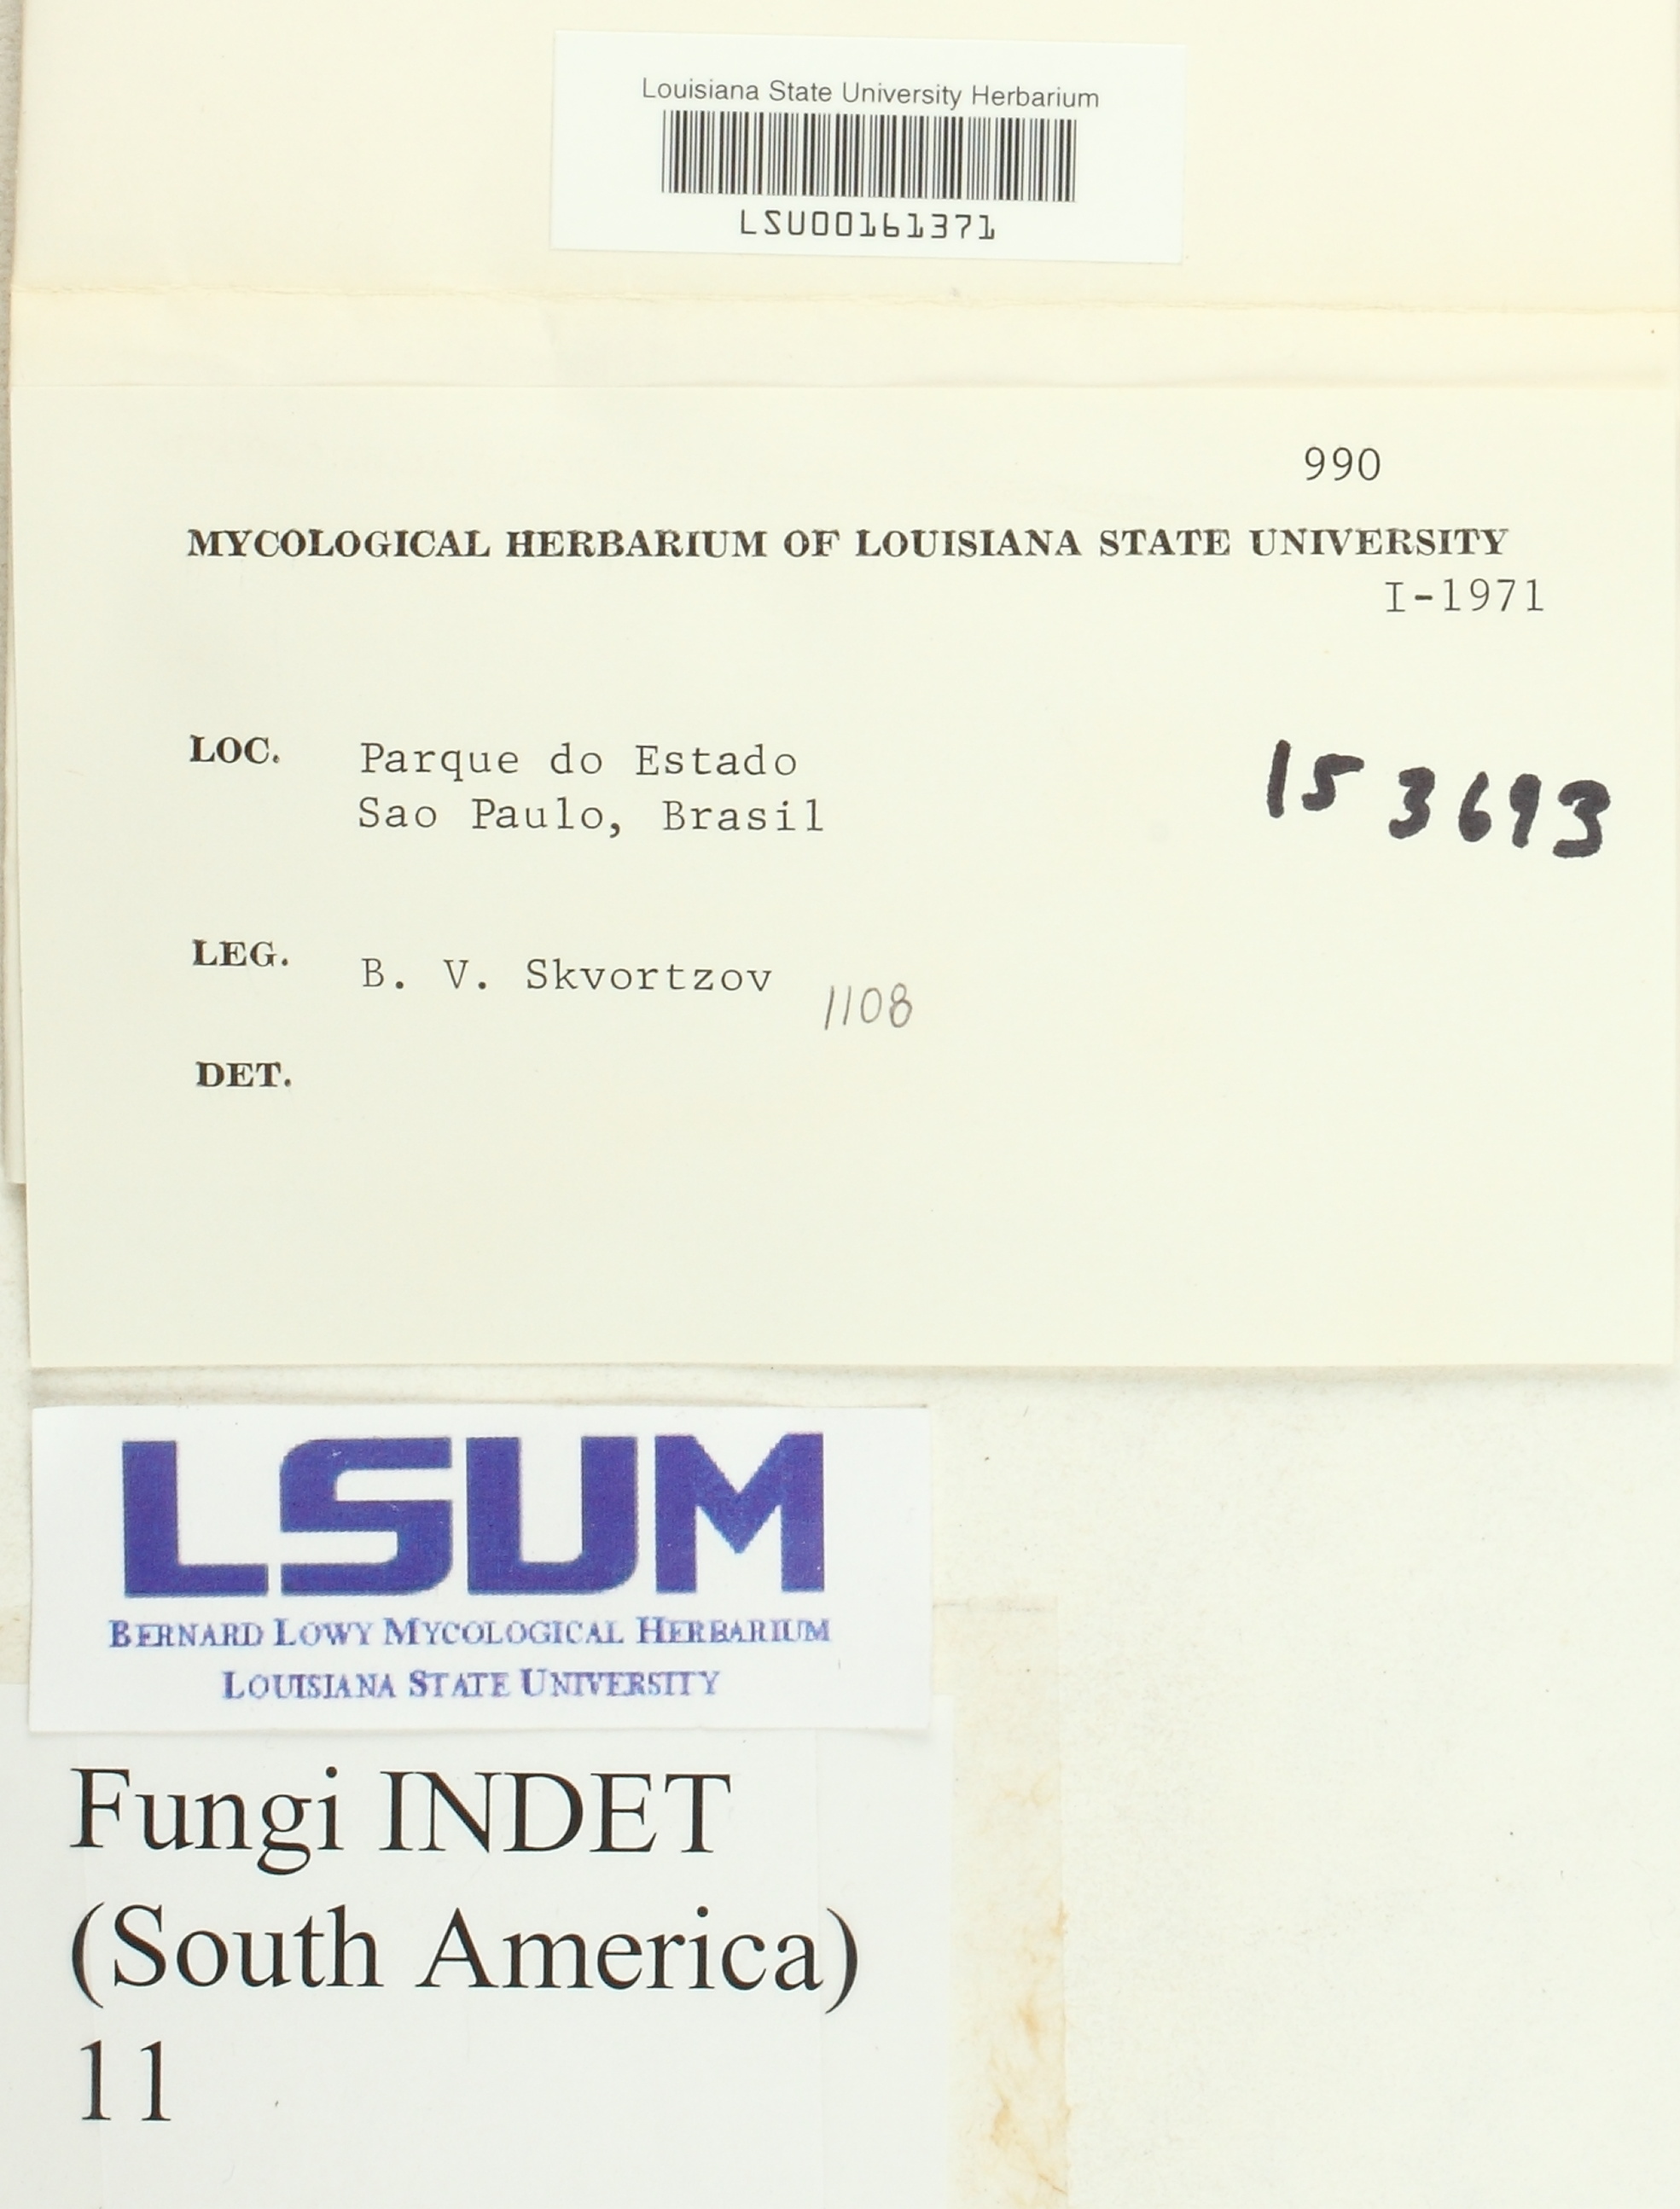 Louisiana State University Herbarium
LSU00161371
990
MYCOLOGICAL HERBARIUM OF LOUISIANA STATE UNIVERSITY
I-1971
LOC. Parque do Estado
Sao Paulo, Brasil
153693
LEG. B. V. Skvortzov 1108
DET.
LSUM
BERNARD LOWY MYCOLOGICAL HERBARIUM
LOUISIANA STATE UNIVERSITY
Fungi INDET
(South America)
11